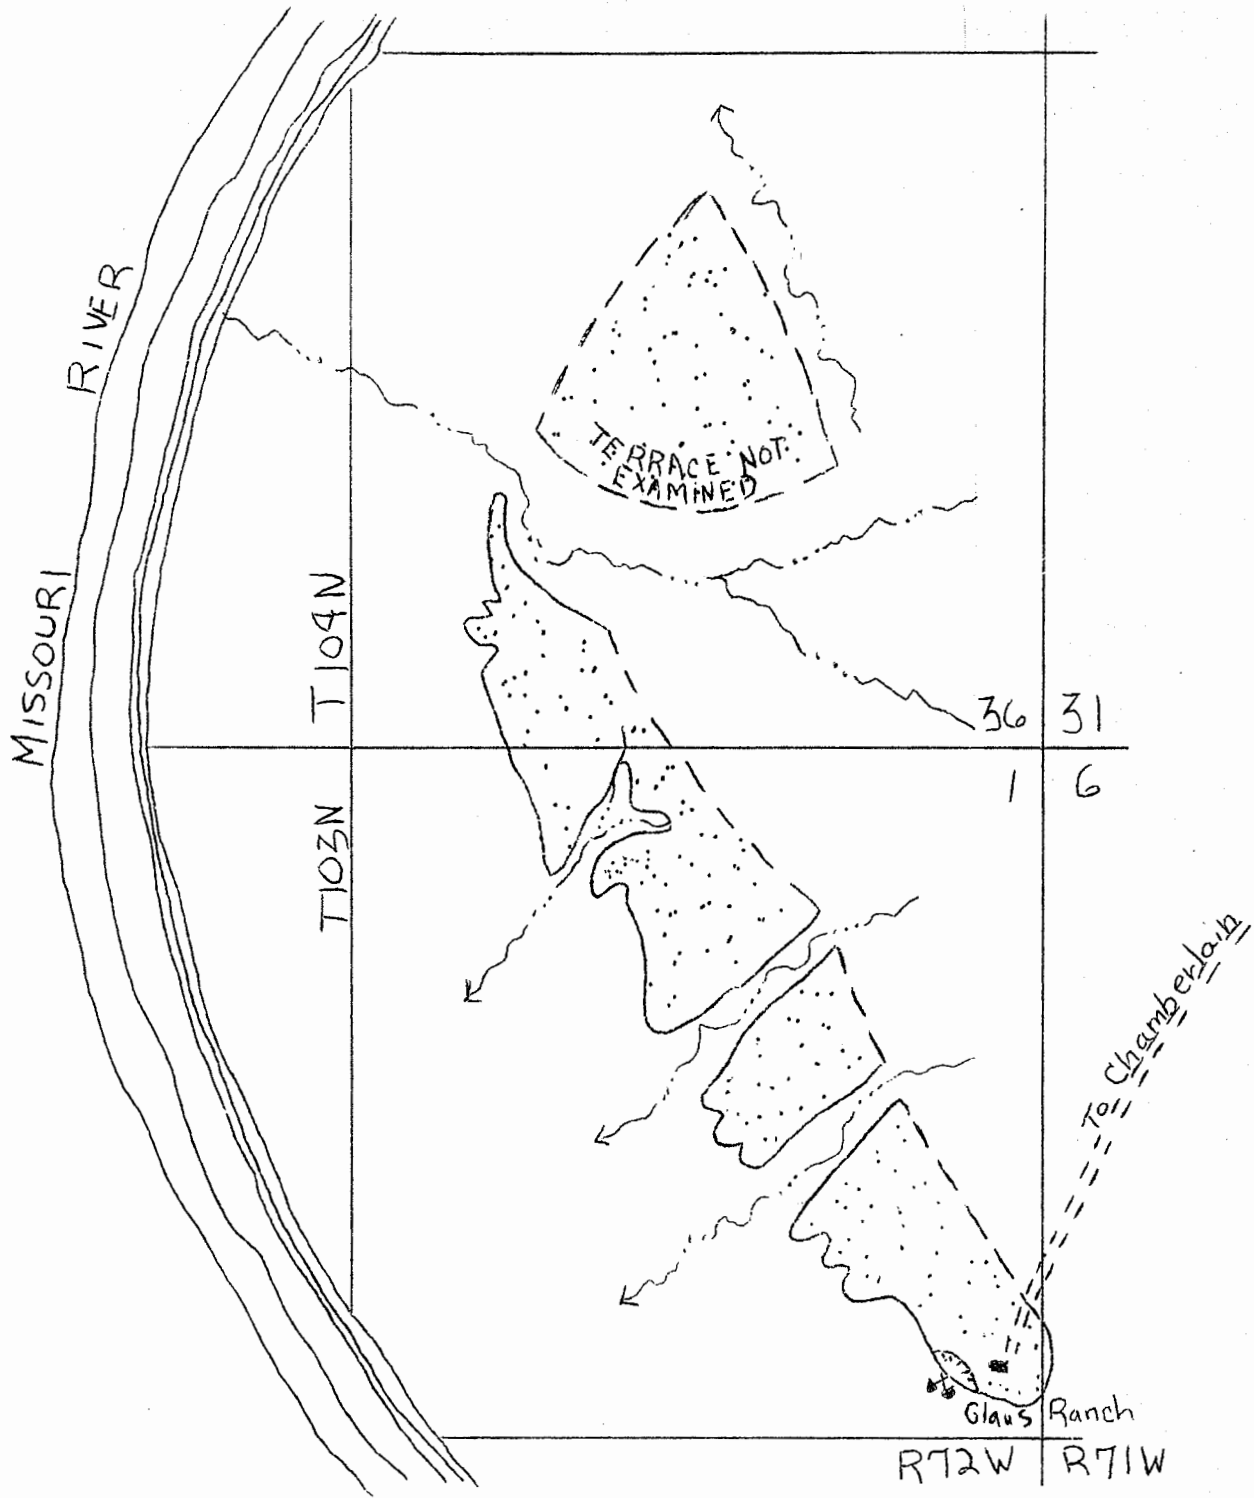 MISSOURI RIVER
TERRACE NOT
EXAMINED
T104N
36 31
1 6
T103N
To Chamberlain
Glaus Ranch
R72W R71W